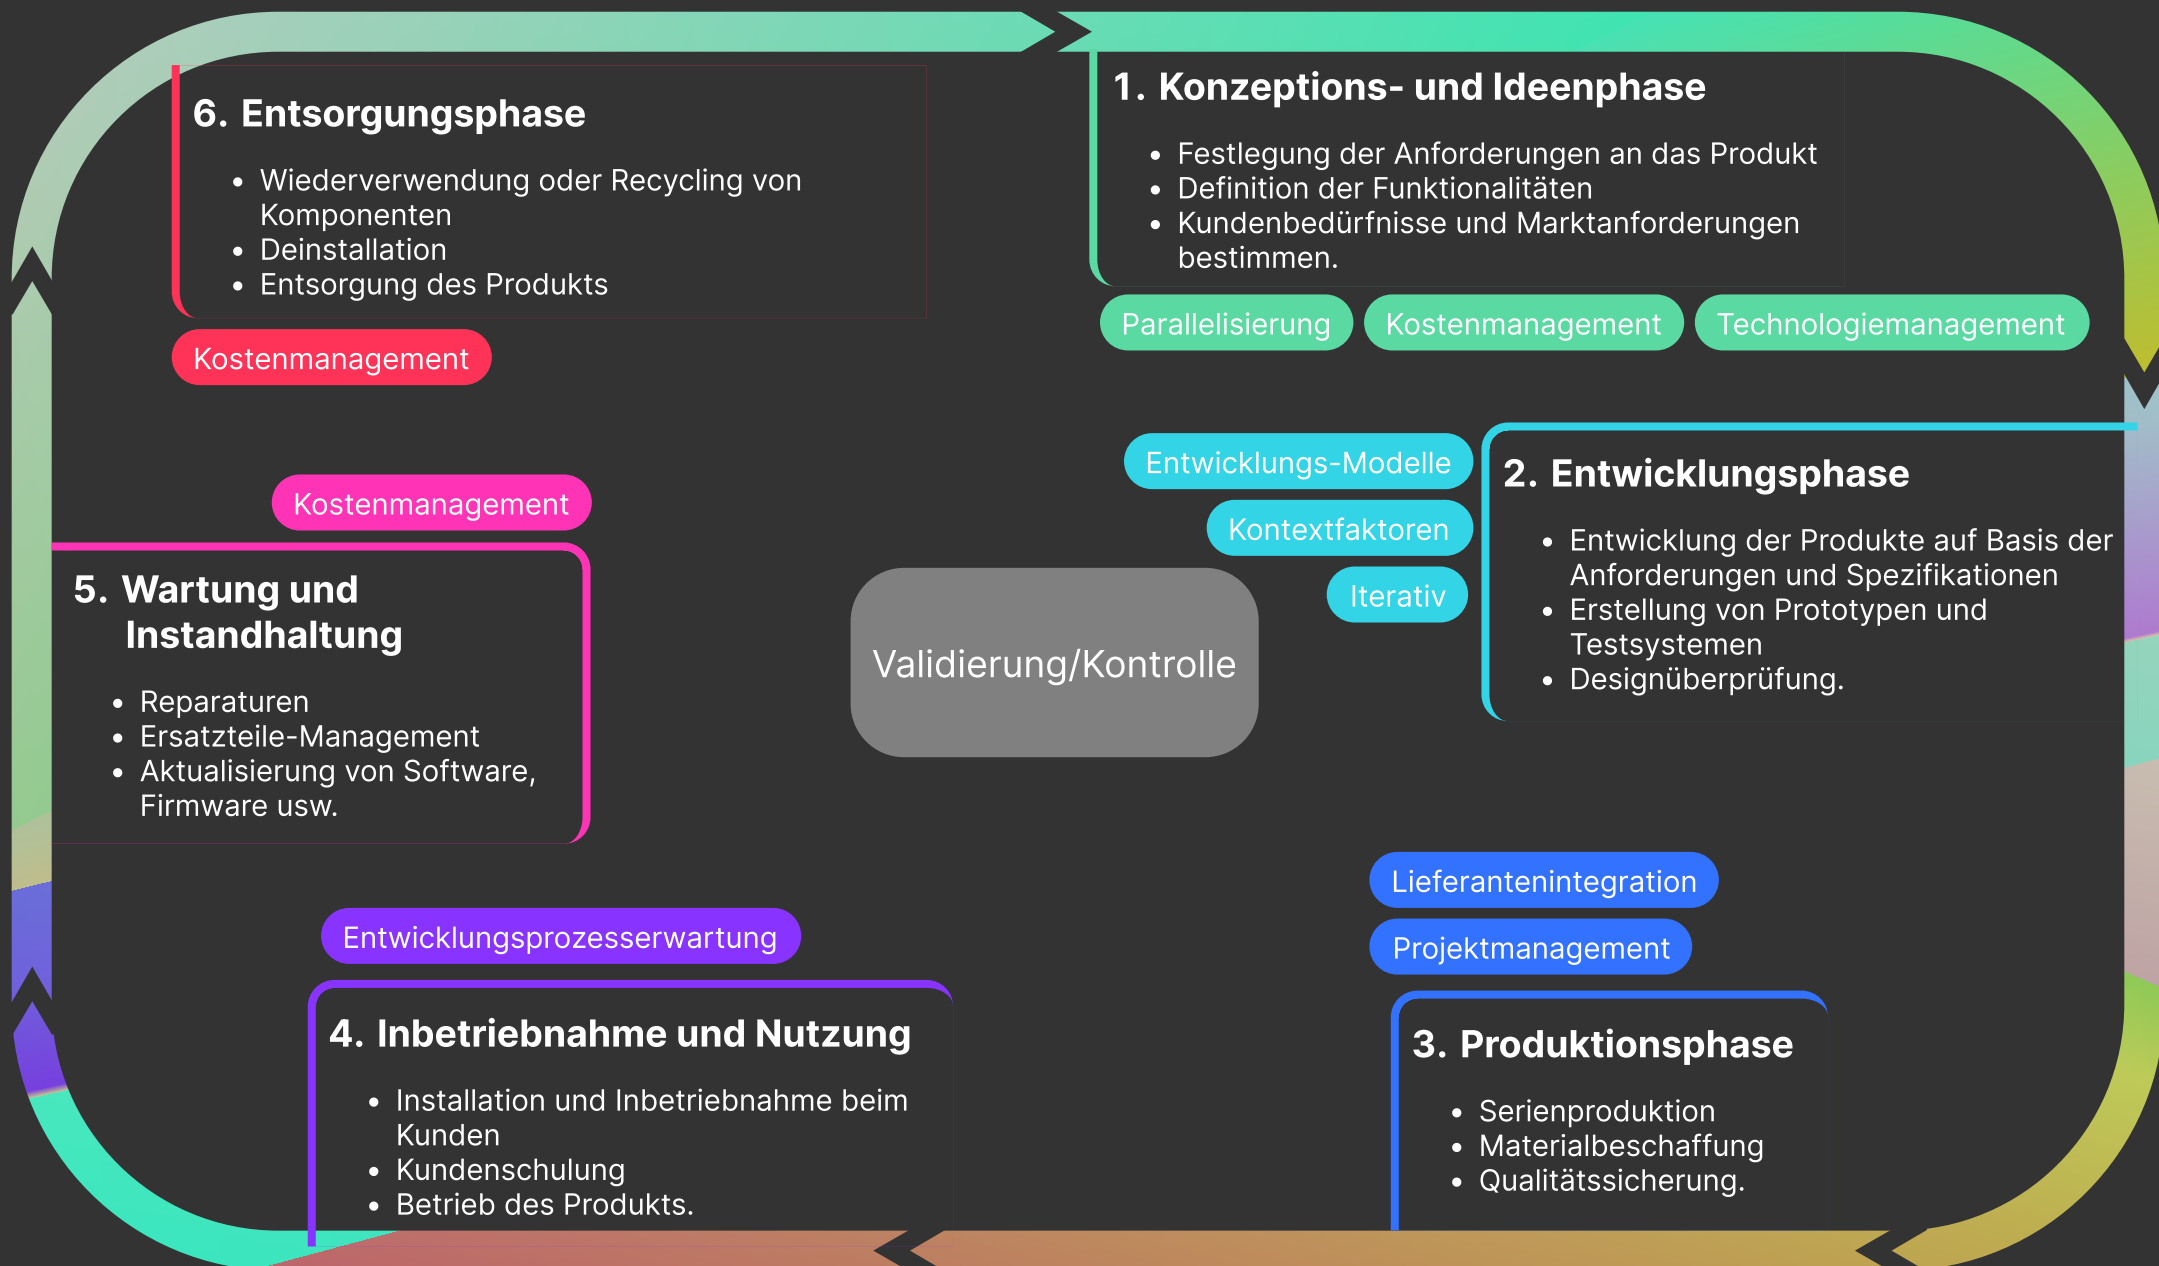 6. Entsorgungsphase
• Wiederverwendung oder Recycling von
Komponenten
• Deinstallation
• Entsorgung des Produkts
Kostenmanagement
1. Konzeptions- und Ideenphase
• Festlegung der Anforderungen an das Produkt
• Definition der Funktionalitäten
• Kundenbedürfnisse und Marktanforderungen
bestimmen.
Parallelisierung
Kostenmanagement
Technologiemanagement
Entwicklungs-Modelle
Kontextfaktoren
Iterativ
2. Entwicklungsphase
• Entwicklung der Produkte auf Basis der
Anforderungen und Spezifikationen
• Erstellung von Prototypen und
Testsystemen
• Designüberprüfung.
Kostenmanagement
5. Wartung und
Instandhaltung
• Reparaturen
• Ersatzteile-Management
• Aktualisierung von Software,
Firmware usw.
Validierung/Kontrolle
Lieferantenintegration
Projektmanagement
3. Produktionsphase
• Serienproduktion
• Materialbeschaffung
• Qualitätssicherung.
Entwicklungsprozesserwartung
4. Inbetriebnahme und Nutzung
• Installation und Inbetriebnahme beim
Kunden
• Kundenschulung
• Betrieb des Produkts.